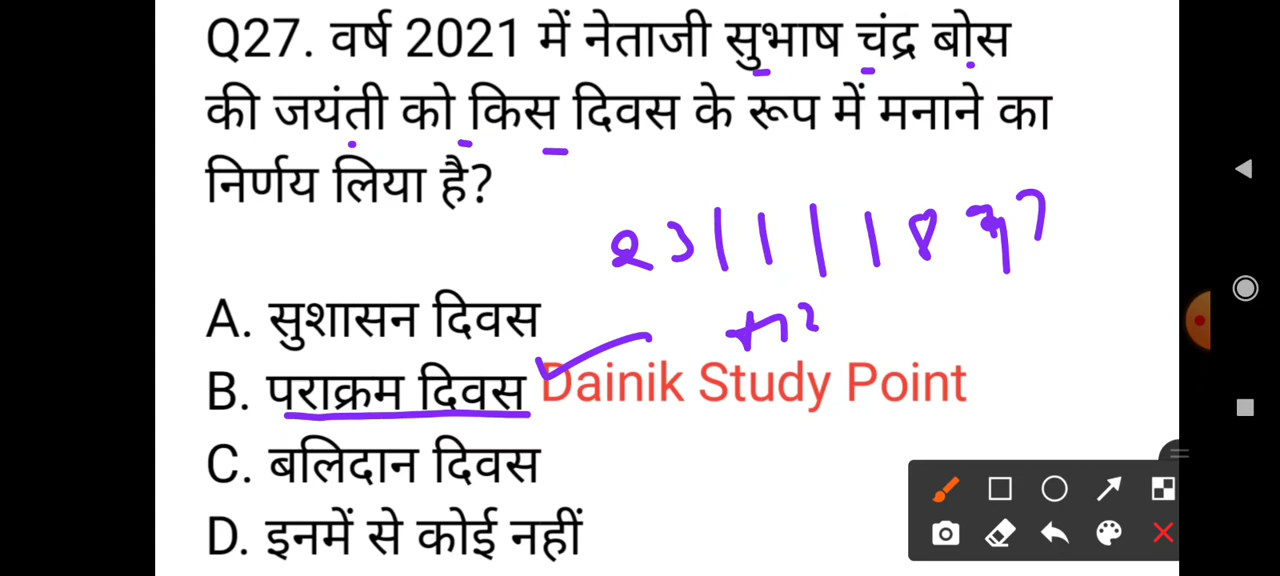 Q27. वर्ष 2021 में नेताजी सुभाष चंद्र बोस
की जयंती को किस दिवस के रूप में मनाने का
निर्णय लिया है?
23/1/1897
A. सुशासन दिवस
B. पराक्रम दिवस Dainik Study Point
C. बलिदान दिवस
D. इनमें से कोई नहीं